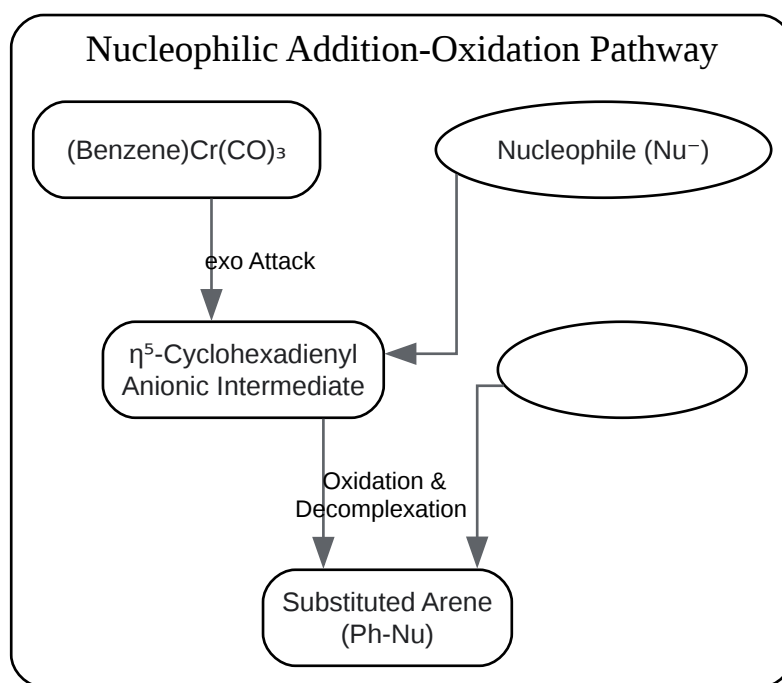 Nucleophilic Addition-Oxidation Pathway
(Benzene)Cr(CO)₃
Nucleophile (Nu⁻)
exo Attack
η⁵-Cyclohexadienyl
Anionic Intermediate
Oxidation &
Decomplexation
Substituted Arene
(Ph-Nu)